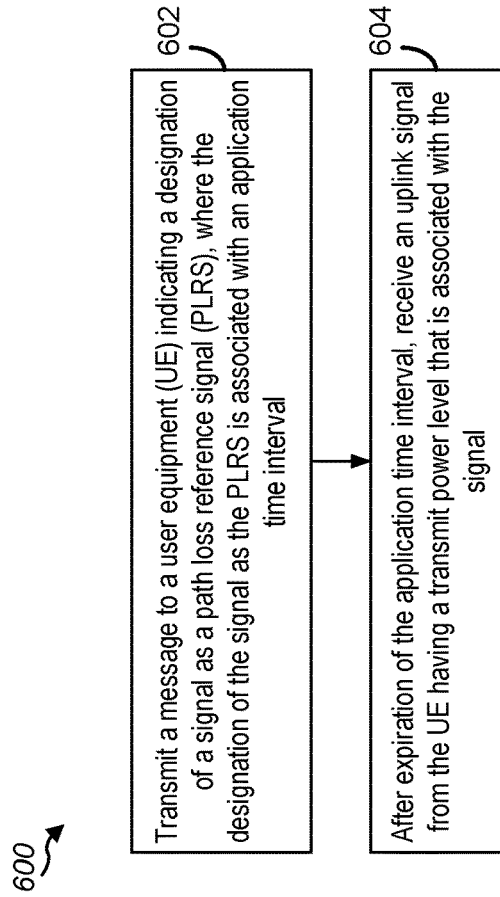 600
Transmit a message to a user equipment (UE) indicating a designation
of a signal as a path loss reference signal (PLRS), where the
designation of the signal as the PLRS is associated with an application
time interval
602
After expiration of the application time interval, receive an uplink signal
from the UE having a transmit power level that is associated with the
signal
604